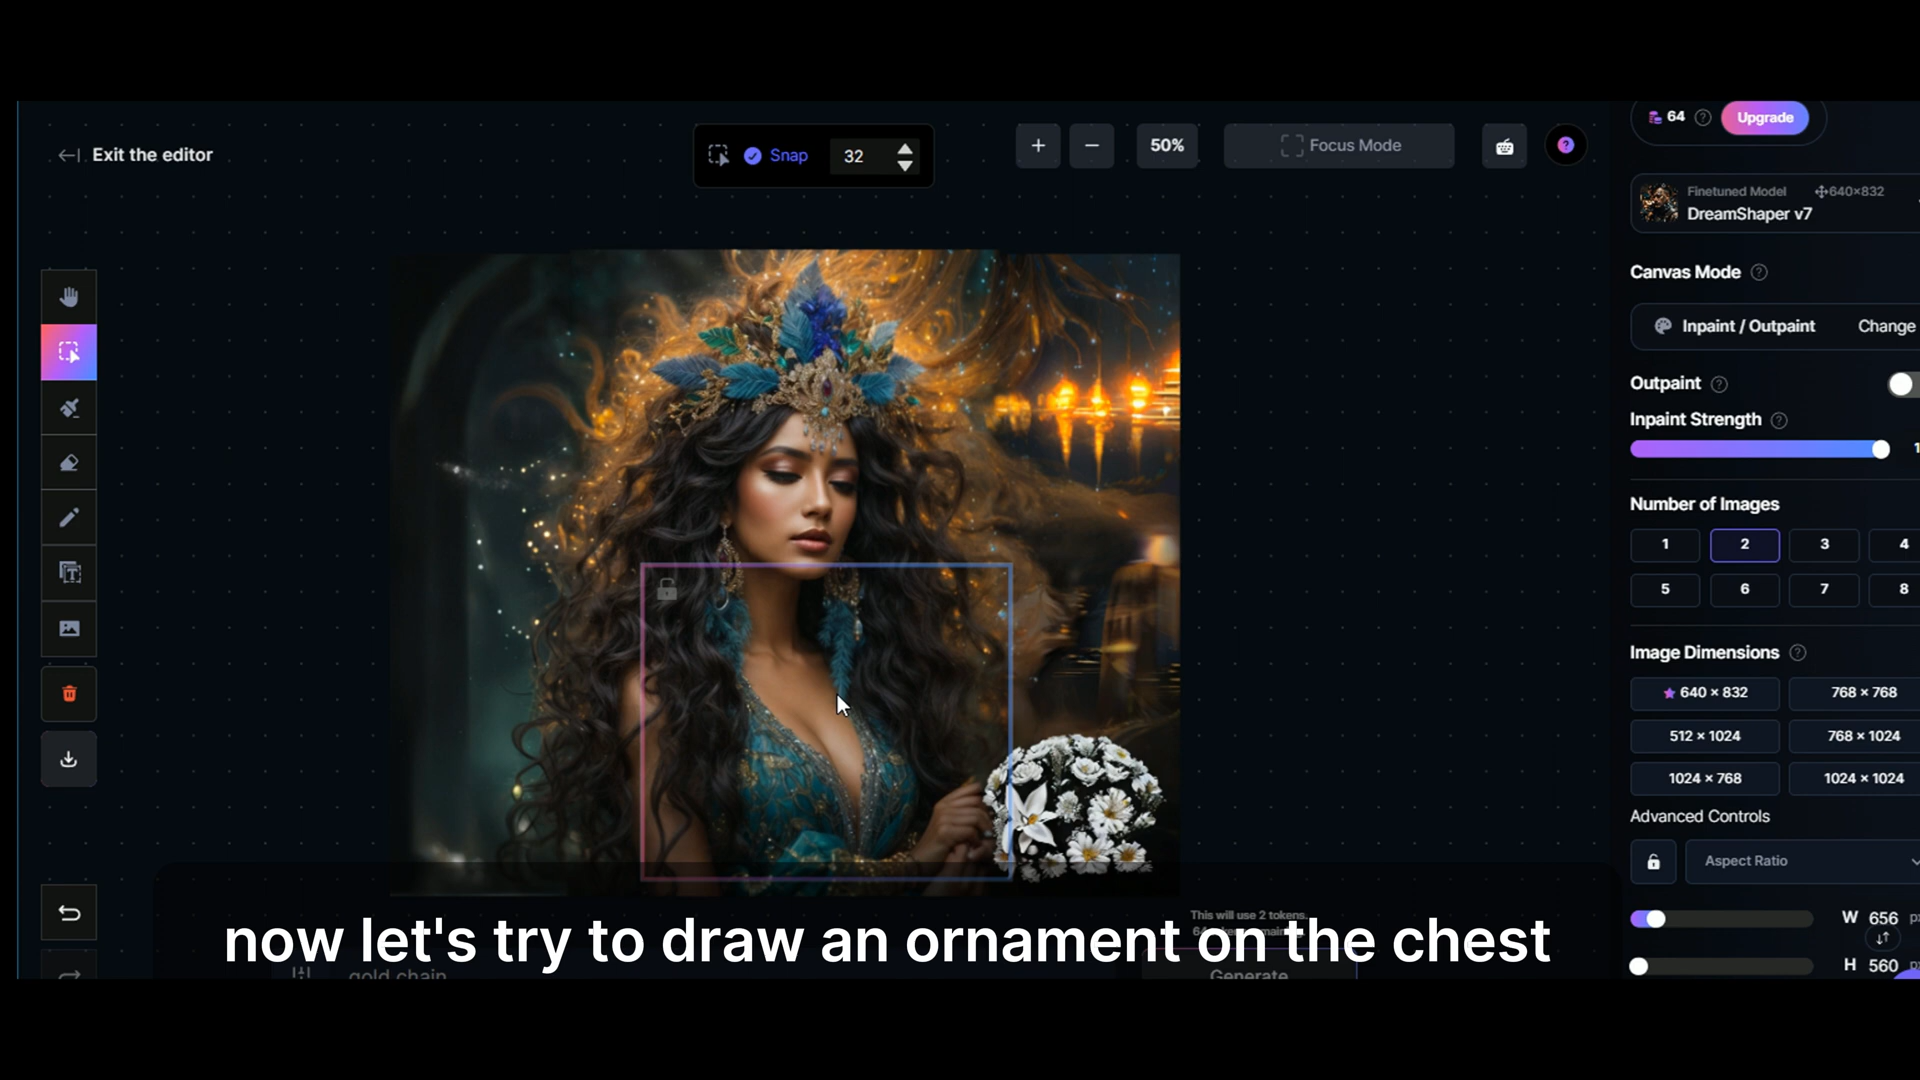 64
Upgrade
Exit the editor
Snap
32
50%
Focus Mode
Finetuned Model
640×832
DreamShaper v7
Canvas Mode
Inpaint / Outpaint
Change
Outpaint
Inpaint Strength
1
Number of Images
1 2 3 4
5 6 7 8
Image Dimensions
640 × 832
768 × 768
512 × 1024
768 × 1024
1024 × 768
1024 × 1024
Advanced Controls
Aspect Ratio
W 656
H 560
This will use 2 tokens.
now let's try to draw an ornament on the chest
gold chain
Generate